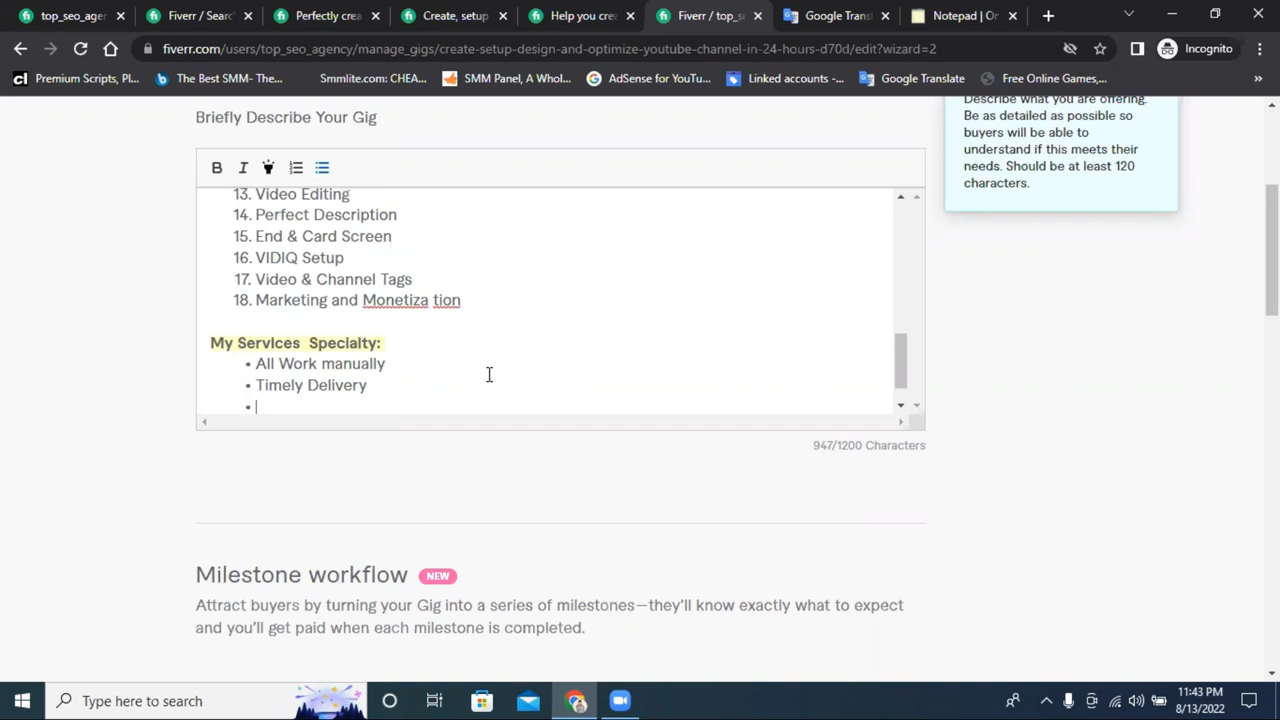 top_seo_agency
Fiverr / Search
Perfectly crea
Create, setup
Help you crea
Fiverr / top_se
Google Transl
Notepad | On
fiverr.com/users/top_seo_agency/manage_gigs/create-setup-design-and-optimize-youtube-channel-in-24-hours-d70d/edit?wizard=2
Incognito
Premium Scripts, Pl...
The Best SMM- The...
Smmlite.com: CHEA...
SMM Panel, A Whol...
AdSense for YouTu...
Linked accounts -...
Google Translate
Free Online Games,...
»
Briefly Describe Your Gig
B I
13. Video Editing
14. Perfect Description
15. End & Card Screen
16. VIDIQ Setup
17. Video & Channel Tags
18. Marketing and Monetiza tion
My Services Specialty:
• All Work manually
• Timely Delivery
•
947/1200 Characters
Describe what you are offering.
Be as detailed as possible so
buyers will be able to
understand if this meets their
needs. Should be at least 120
characters.
Milestone workflow NEW
Attract buyers by turning your Gig into a series of milestones—they'll know exactly what to expect
and you'll get paid when each milestone is completed.
Type here to search
11:43 PM
8/13/2022